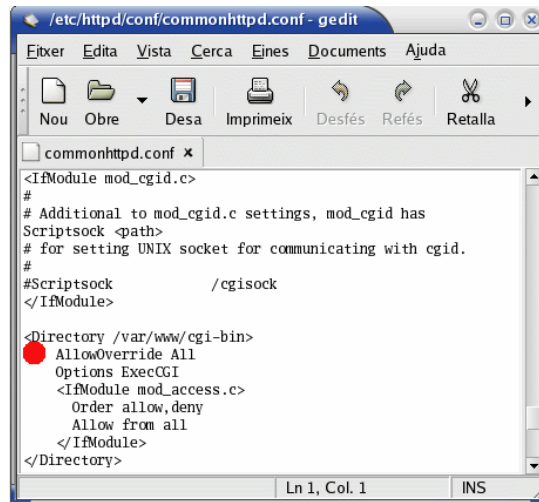 /etc/httpd/conf/commonhttpd.conf - gedit
Fitxer Edita Vista Cerca Eines Documents Ajuda
Nou Obre Desa Imprimeix Desfés Refés Retalla
commonhttpd.conf ×
<IfModule mod_cgid.c>
#
# Additional to mod_cgid.c settings, mod_cgid has
Scriptsock <path>
# for setting UNIX socket for communicating with cgid.
#
#Scriptsock /cgisock
</IfModule>
<Directory /var/www/cgi-bin>
AllowOverride All
Options ExecCGI
<IfModule mod_access.c>
Order allow,deny
Allow from all
</IfModule>
</Directory>
Ln 1, Col. 1 INS